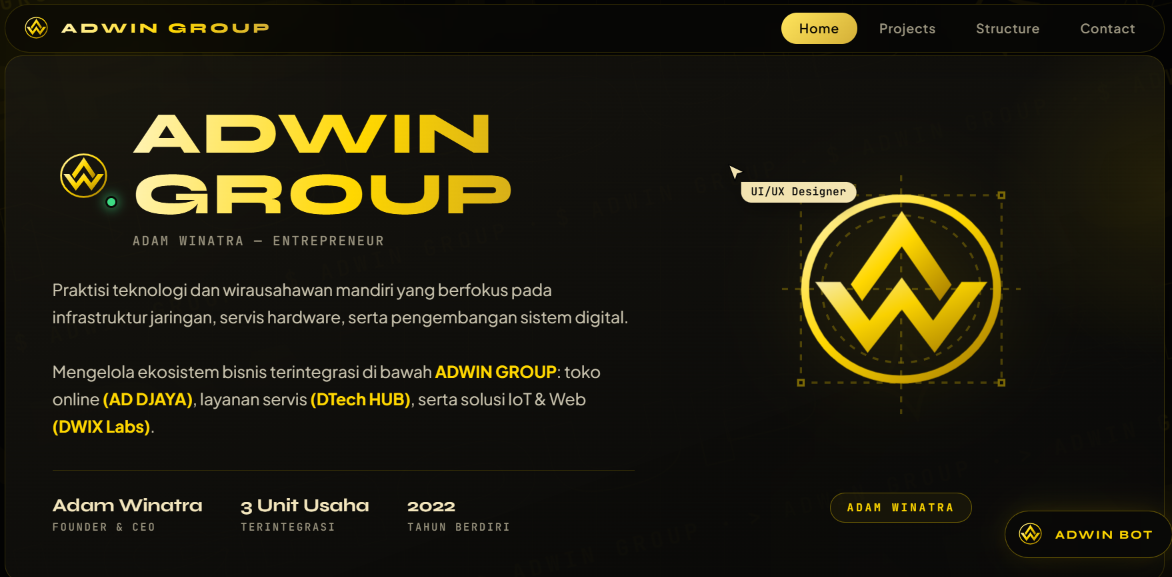 ADWIN GROUP
Home
Projects
Structure
Contact
ADWIN
GROUP
ADAM WINATRA — ENTREPRENEUR
Praktisi teknologi dan wirausahawan mandiri yang berfokus pada
infrastruktur jaringan, servis hardware, serta pengembangan sistem digital.
Mengelola ekosistem bisnis terintegrasi di bawah ADWIN GROUP: toko
online (AD DJAYA), layanan servis (DTech HUB), serta solusi IoT & Web
(DWIX Labs).
Adam Winatra
FOUNDER & CEO
3 Unit Usaha
TERINTEGRASI
2022
TAHUN BERDIRI
UI/UX Designer
ADAM WINATRA
ADWIN BOT